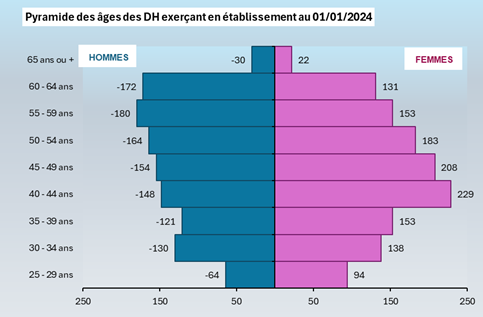 Pyramide des âges des DH exerçant en établissement au 01/01/2024
HOMMES
FEMMES
65 ans ou + -30 22
60 - 64 ans -172 131
55 - 59 ans -180 153
50 - 54 ans -164 183
45 - 49 ans -154 208
40 - 44 ans -148 229
35 - 39 ans -121 153
30 - 34 ans -130 138
25 - 29 ans -64 94
250 150 50 50 150 250